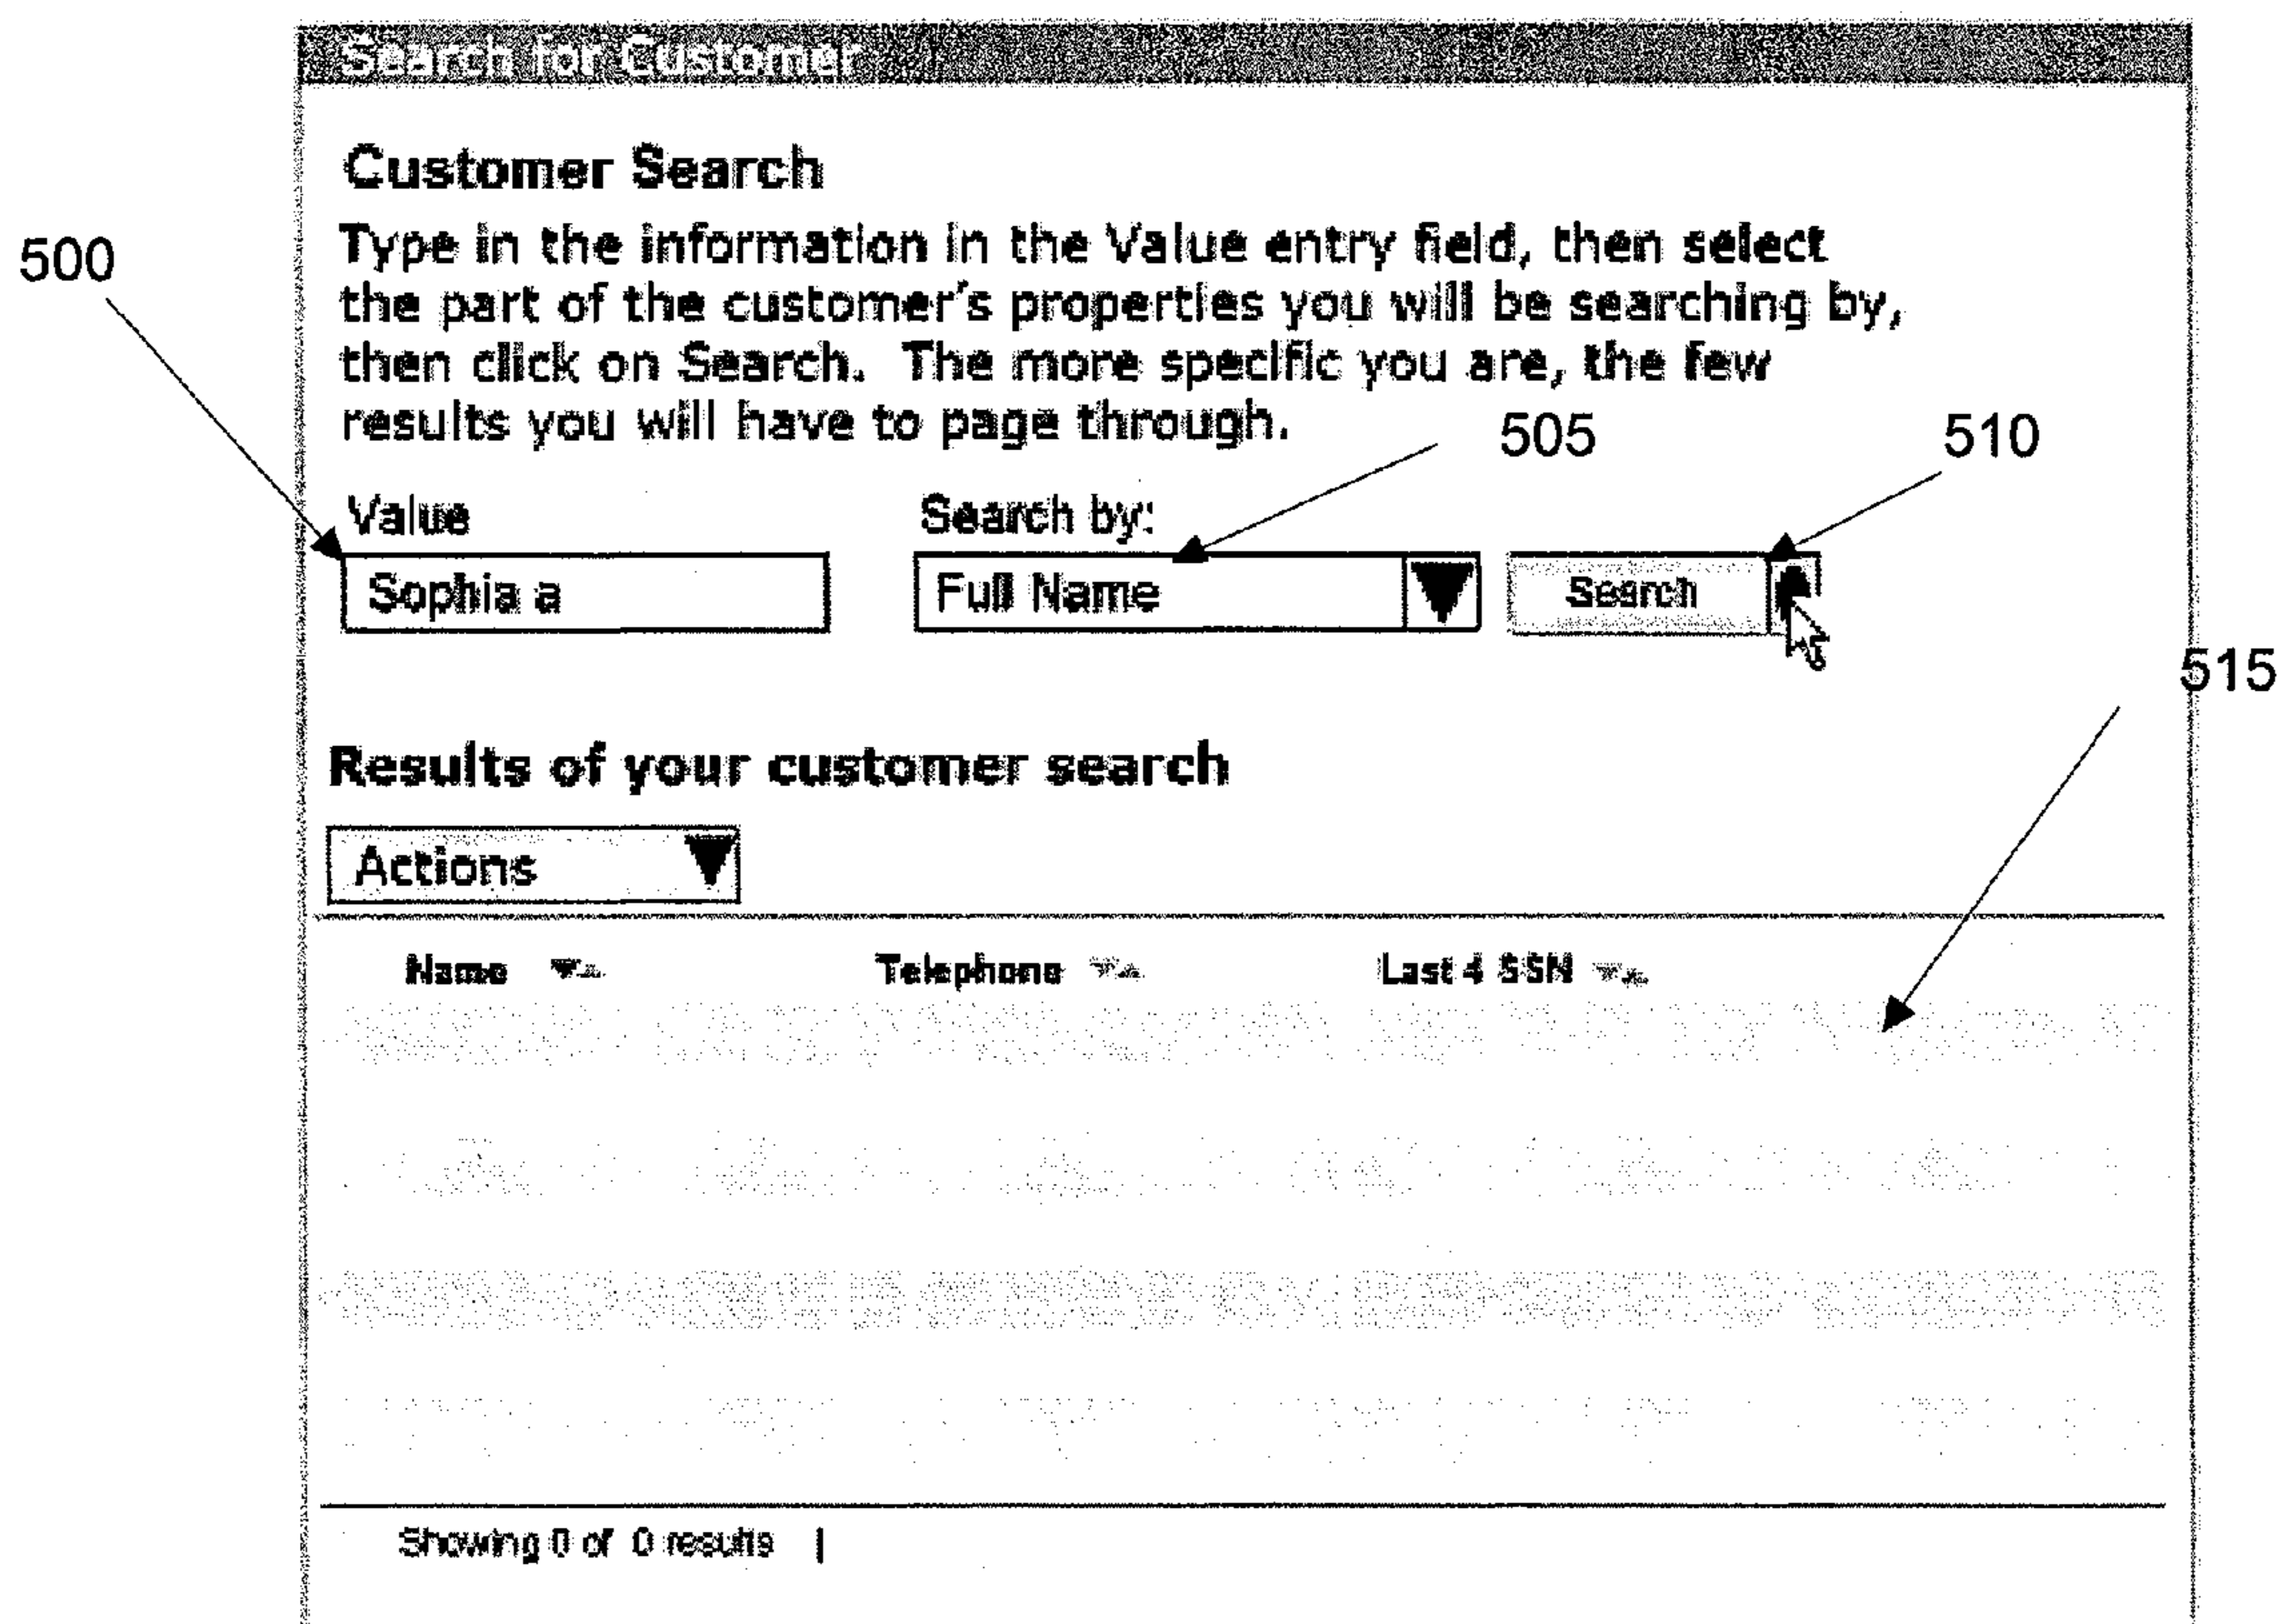 Search for Customer
Customer Search
500
Type in the information in the Value entry field, then select
the part of the customer's properties you will be searching by,
then click on Search. The more specific you are, the few
results you will have to page through.
505
510
Value
Search by:
Sophia a
Full Name
Search
515
Results of your customer search
Actions
Name
Telephone
Last 4 SSN
Showing 0 of 0 results |